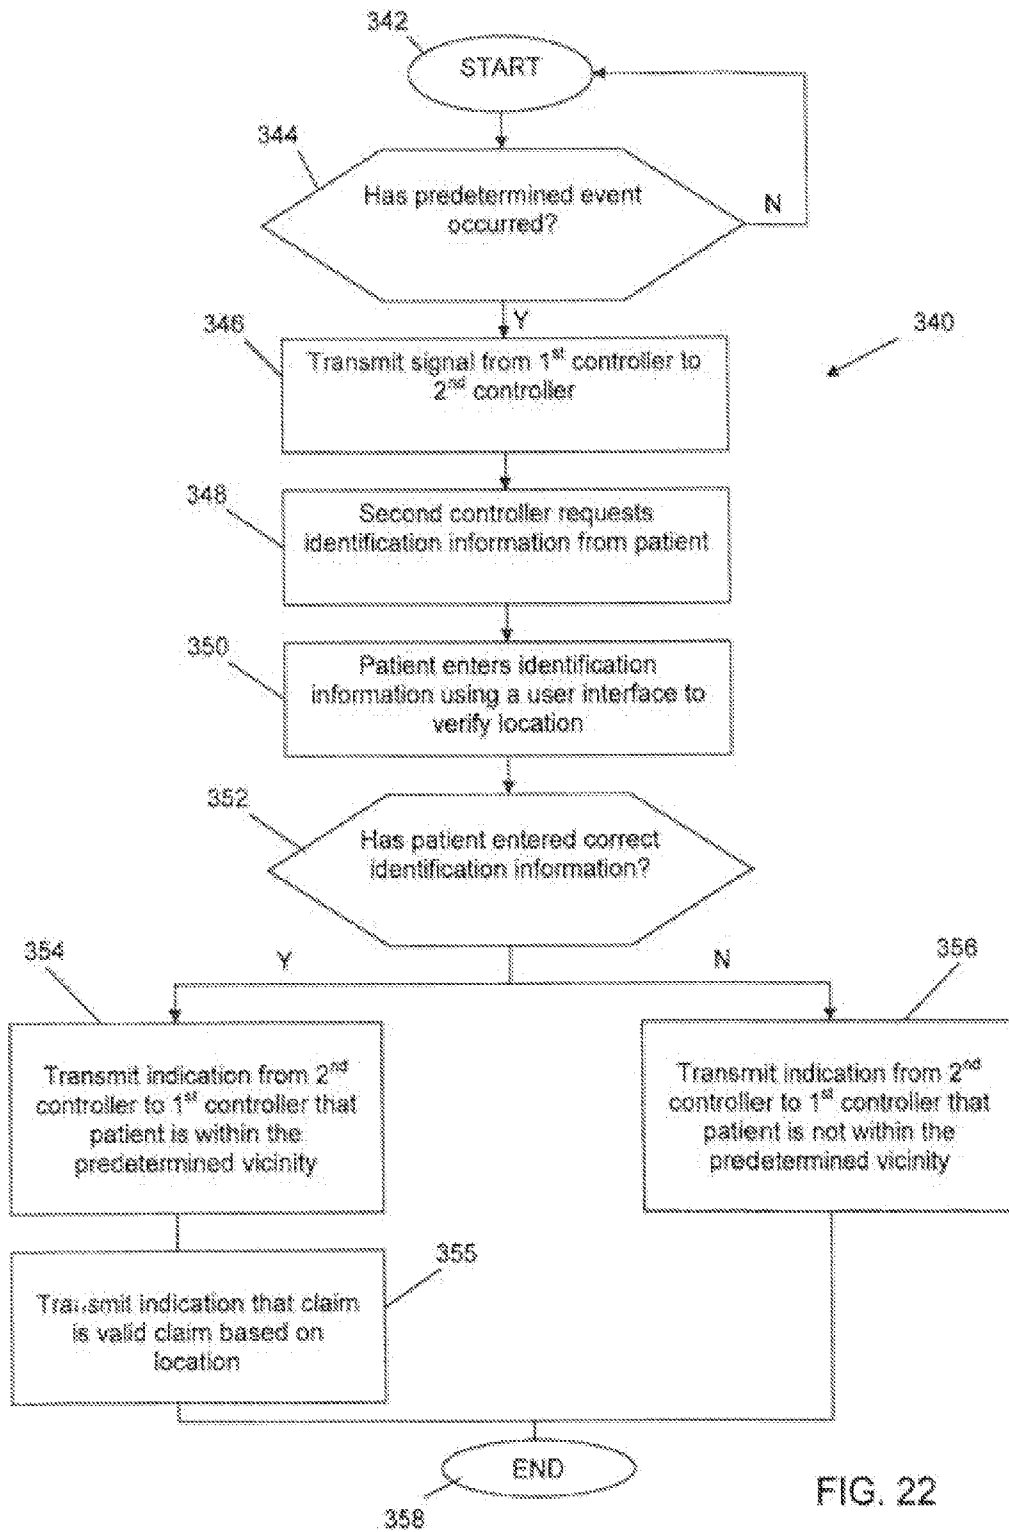 342
START
344
Has predetermined event
occurred?
N
Y
346
340
Transmit signal from 1st controller to
2nd controller
348
Second controller requests
identification information from patient
350
Patient enters identification
information using a user interface to
verify location
352
Has patient entered correct
identification information?
354
Y
N
356
Transmit indication from 2nd
controller to 1st controller that
patient is within the
predetermined vicinity
Transmit indication from 2nd
controller to 1st controller that
patient is not within the
predetermined vicinity
355
Transmit indication that claim
is valid claim based on
location
END
358
FIG. 22